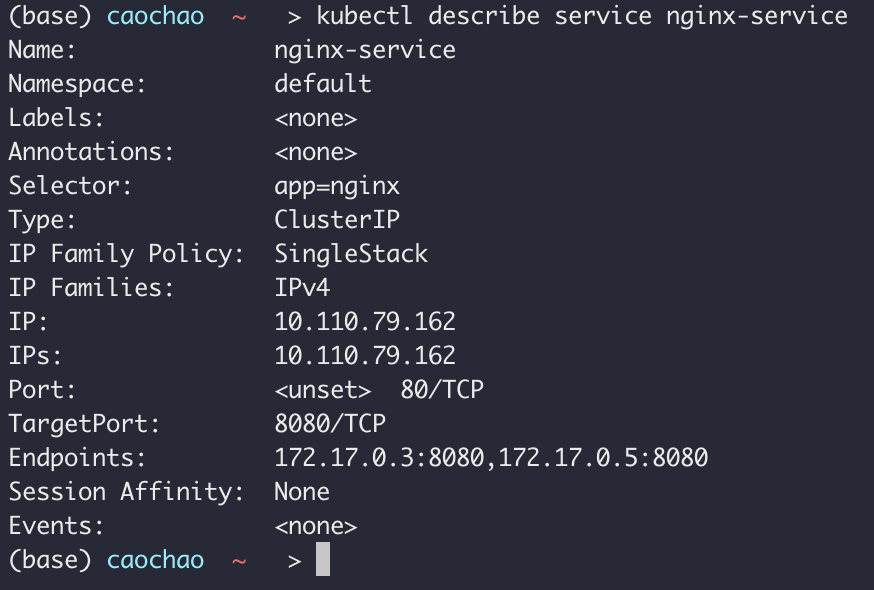 (base) caochao ~ > kubectl describe service nginx-service
Name: nginx-service
Namespace: default
Labels: <none>
Annotations: <none>
Selector: app=nginx
Type: ClusterIP
IP Family Policy: SingleStack
IP Families: IPv4
IP: 10.110.79.162
IPs: 10.110.79.162
Port: <unset> 80/TCP
TargetPort: 8080/TCP
Endpoints: 172.17.0.3:8080,172.17.0.5:8080
Session Affinity: None
Events: <none>
(base) caochao ~ >